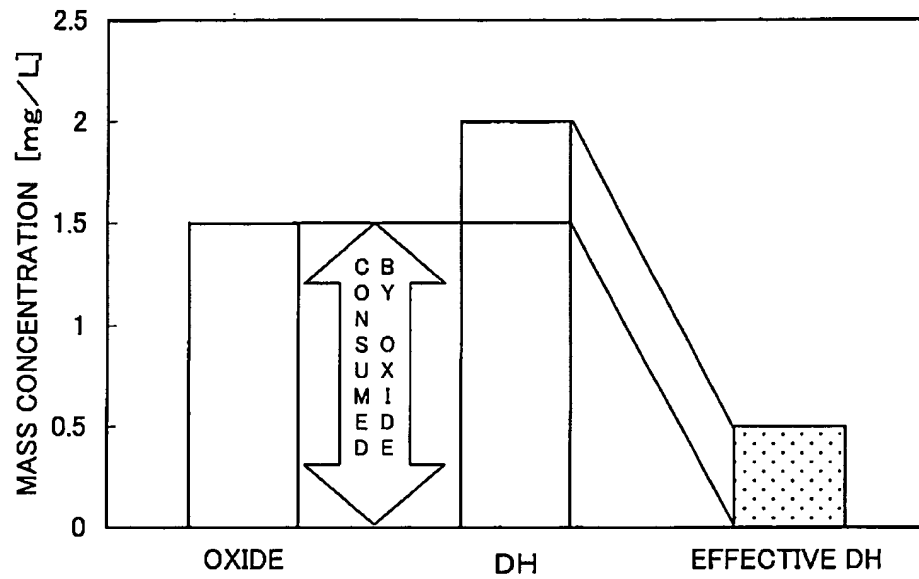 MASS CONCENTRATION [mg/L]
2.5
2
1.5
1
0.5
0
CONSUMED
BY OXIDE
OXIDE
DH
EFFECTIVE DH